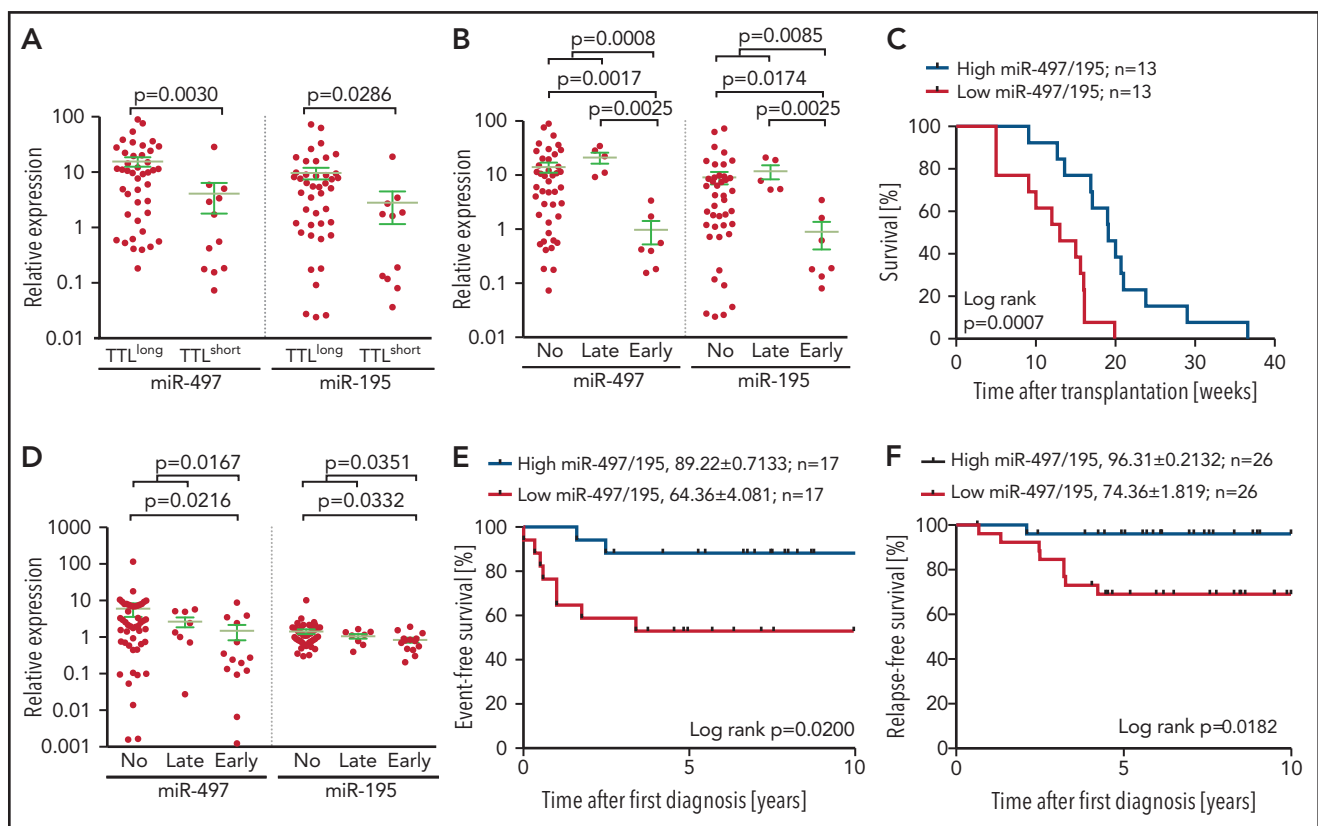 A
p=0.0030
p=0.0286
Relative expression
100
10
1
0.1
0.01
TTLlong TTLshort TTLlong TTLshort
miR-497 miR-195
B
p=0.0008 p=0.0085
p=0.0017 p=0.0174
p=0.0025 p=0.0025
Relative expression
100
10
1
0.1
0.01
No Late Early No Late Early
miR-497 miR-195
C
High miR-497/195; n=13
Low miR-497/195; n=13
Survival [%]
100
80
60
40
20
0
Log rank
p=0.0007
0 10 20 30 40
Time after transplantation [weeks]
D
p=0.0167 p=0.0351
p=0.0216 p=0.0332
Relative expression
1000
100
10
1
0.1
0.01
0.001
No Late Early No Late Early
miR-497 miR-195
E
High miR-497/195, 89.22±0.7133; n=17
Low miR-497/195, 64.36±4.081; n=17
Event-free survival [%]
100
80
60
40
20
0
Log rank p=0.0200
0 5 10
Time after first diagnosis [years]
F
High miR-497/195, 96.31±0.2132; n=26
Low miR-497/195, 74.36±1.819; n=26
Relapse-free survival [%]
100
80
60
40
20
0
Log rank p=0.0182
0 5 10
Time after first diagnosis [years]